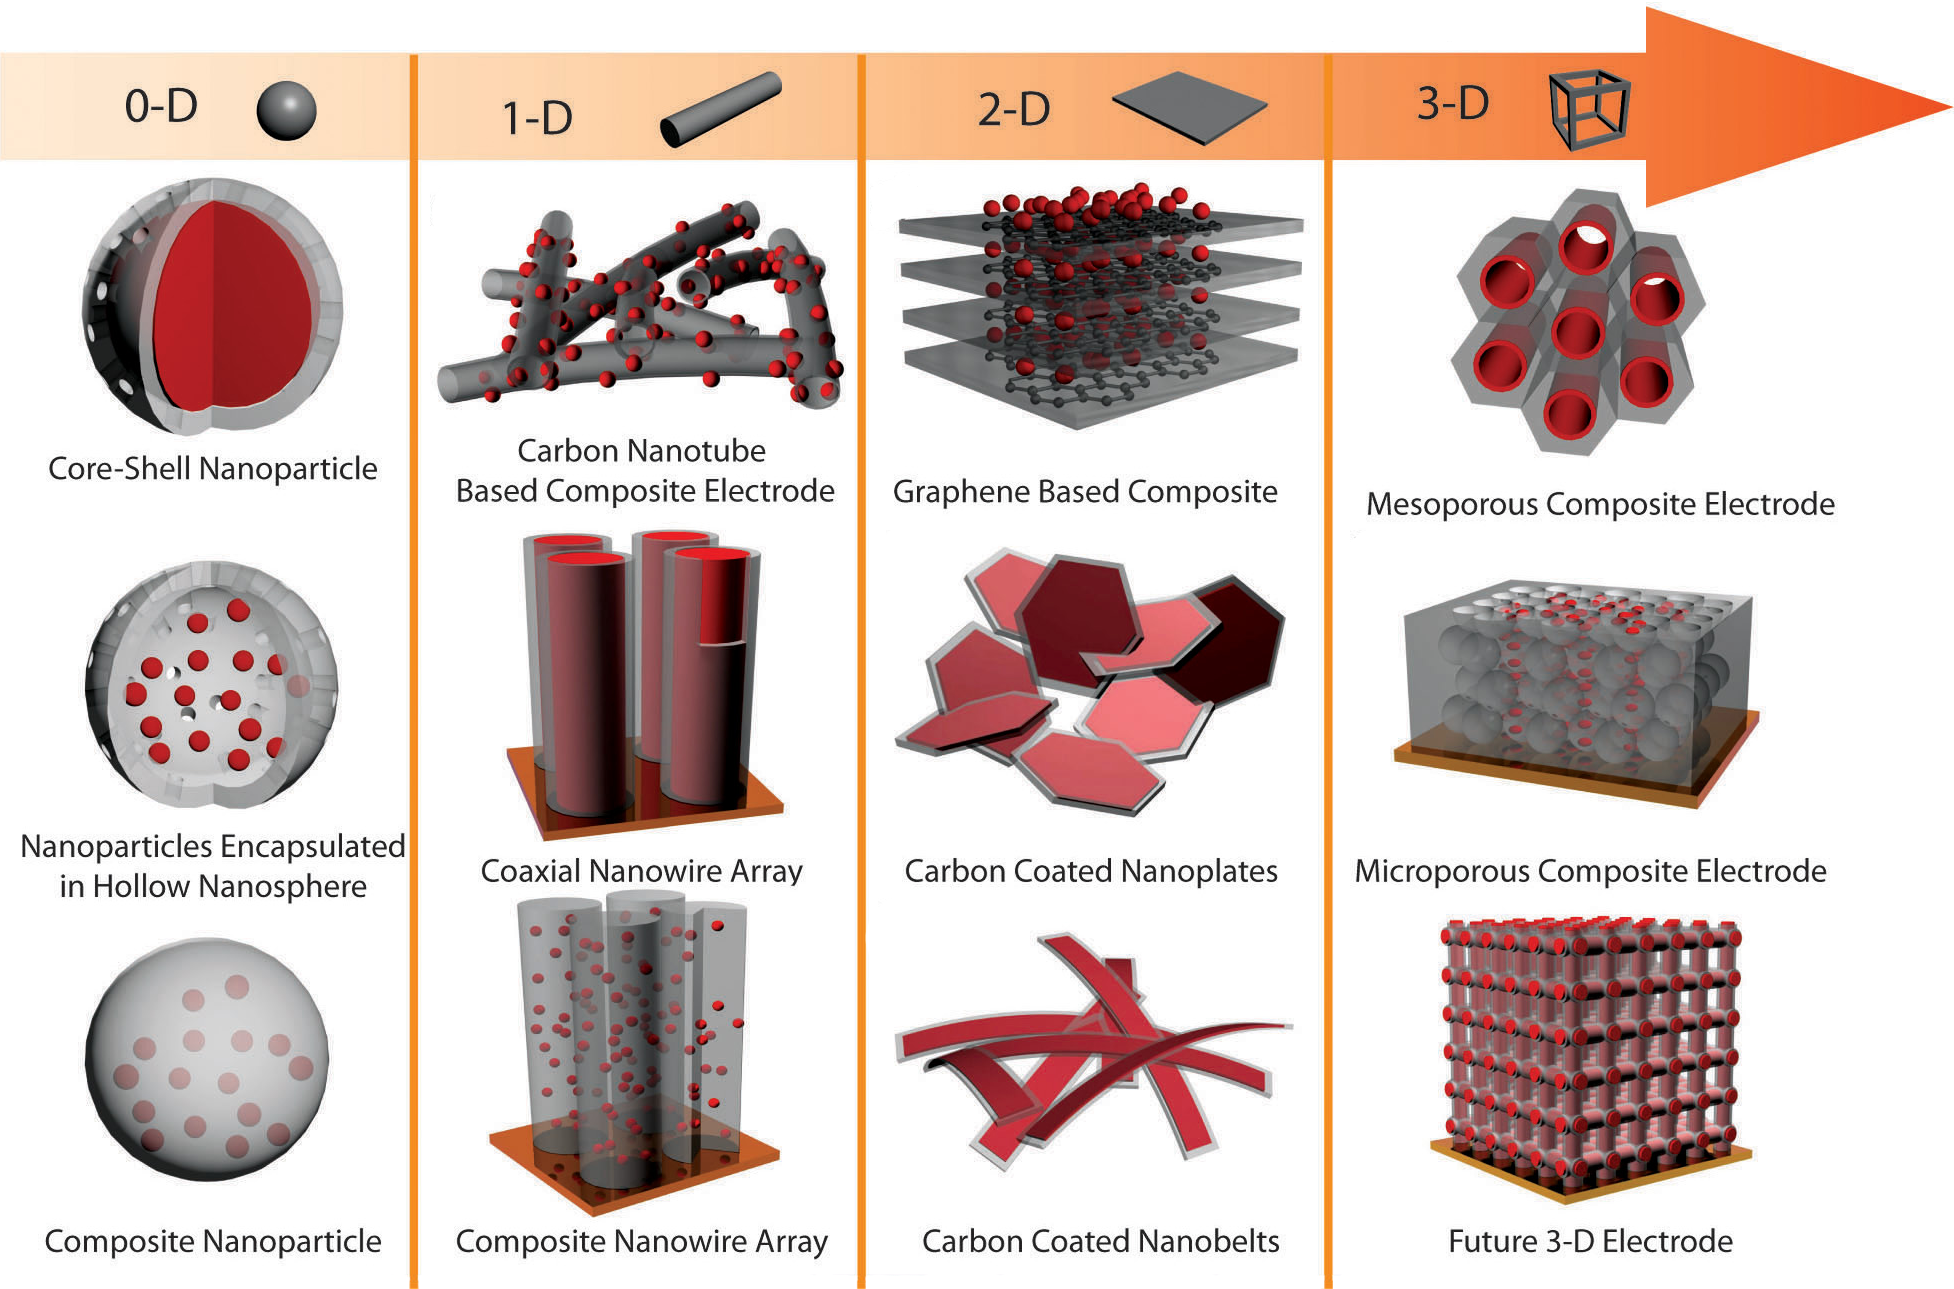 0-D
1-D
2-D
3-D
Core-Shell Nanoparticle
Carbon Nanotube
Based Composite Electrode
Graphene Based Composite
Mesoporous Composite Electrode
Nanoparticles Encapsulated
in Hollow Nanosphere
Coaxial Nanowire Array
Carbon Coated Nanoplates
Microporous Composite Electrode
Composite Nanoparticle
Composite Nanowire Array
Carbon Coated Nanobelts
Future 3-D Electrode